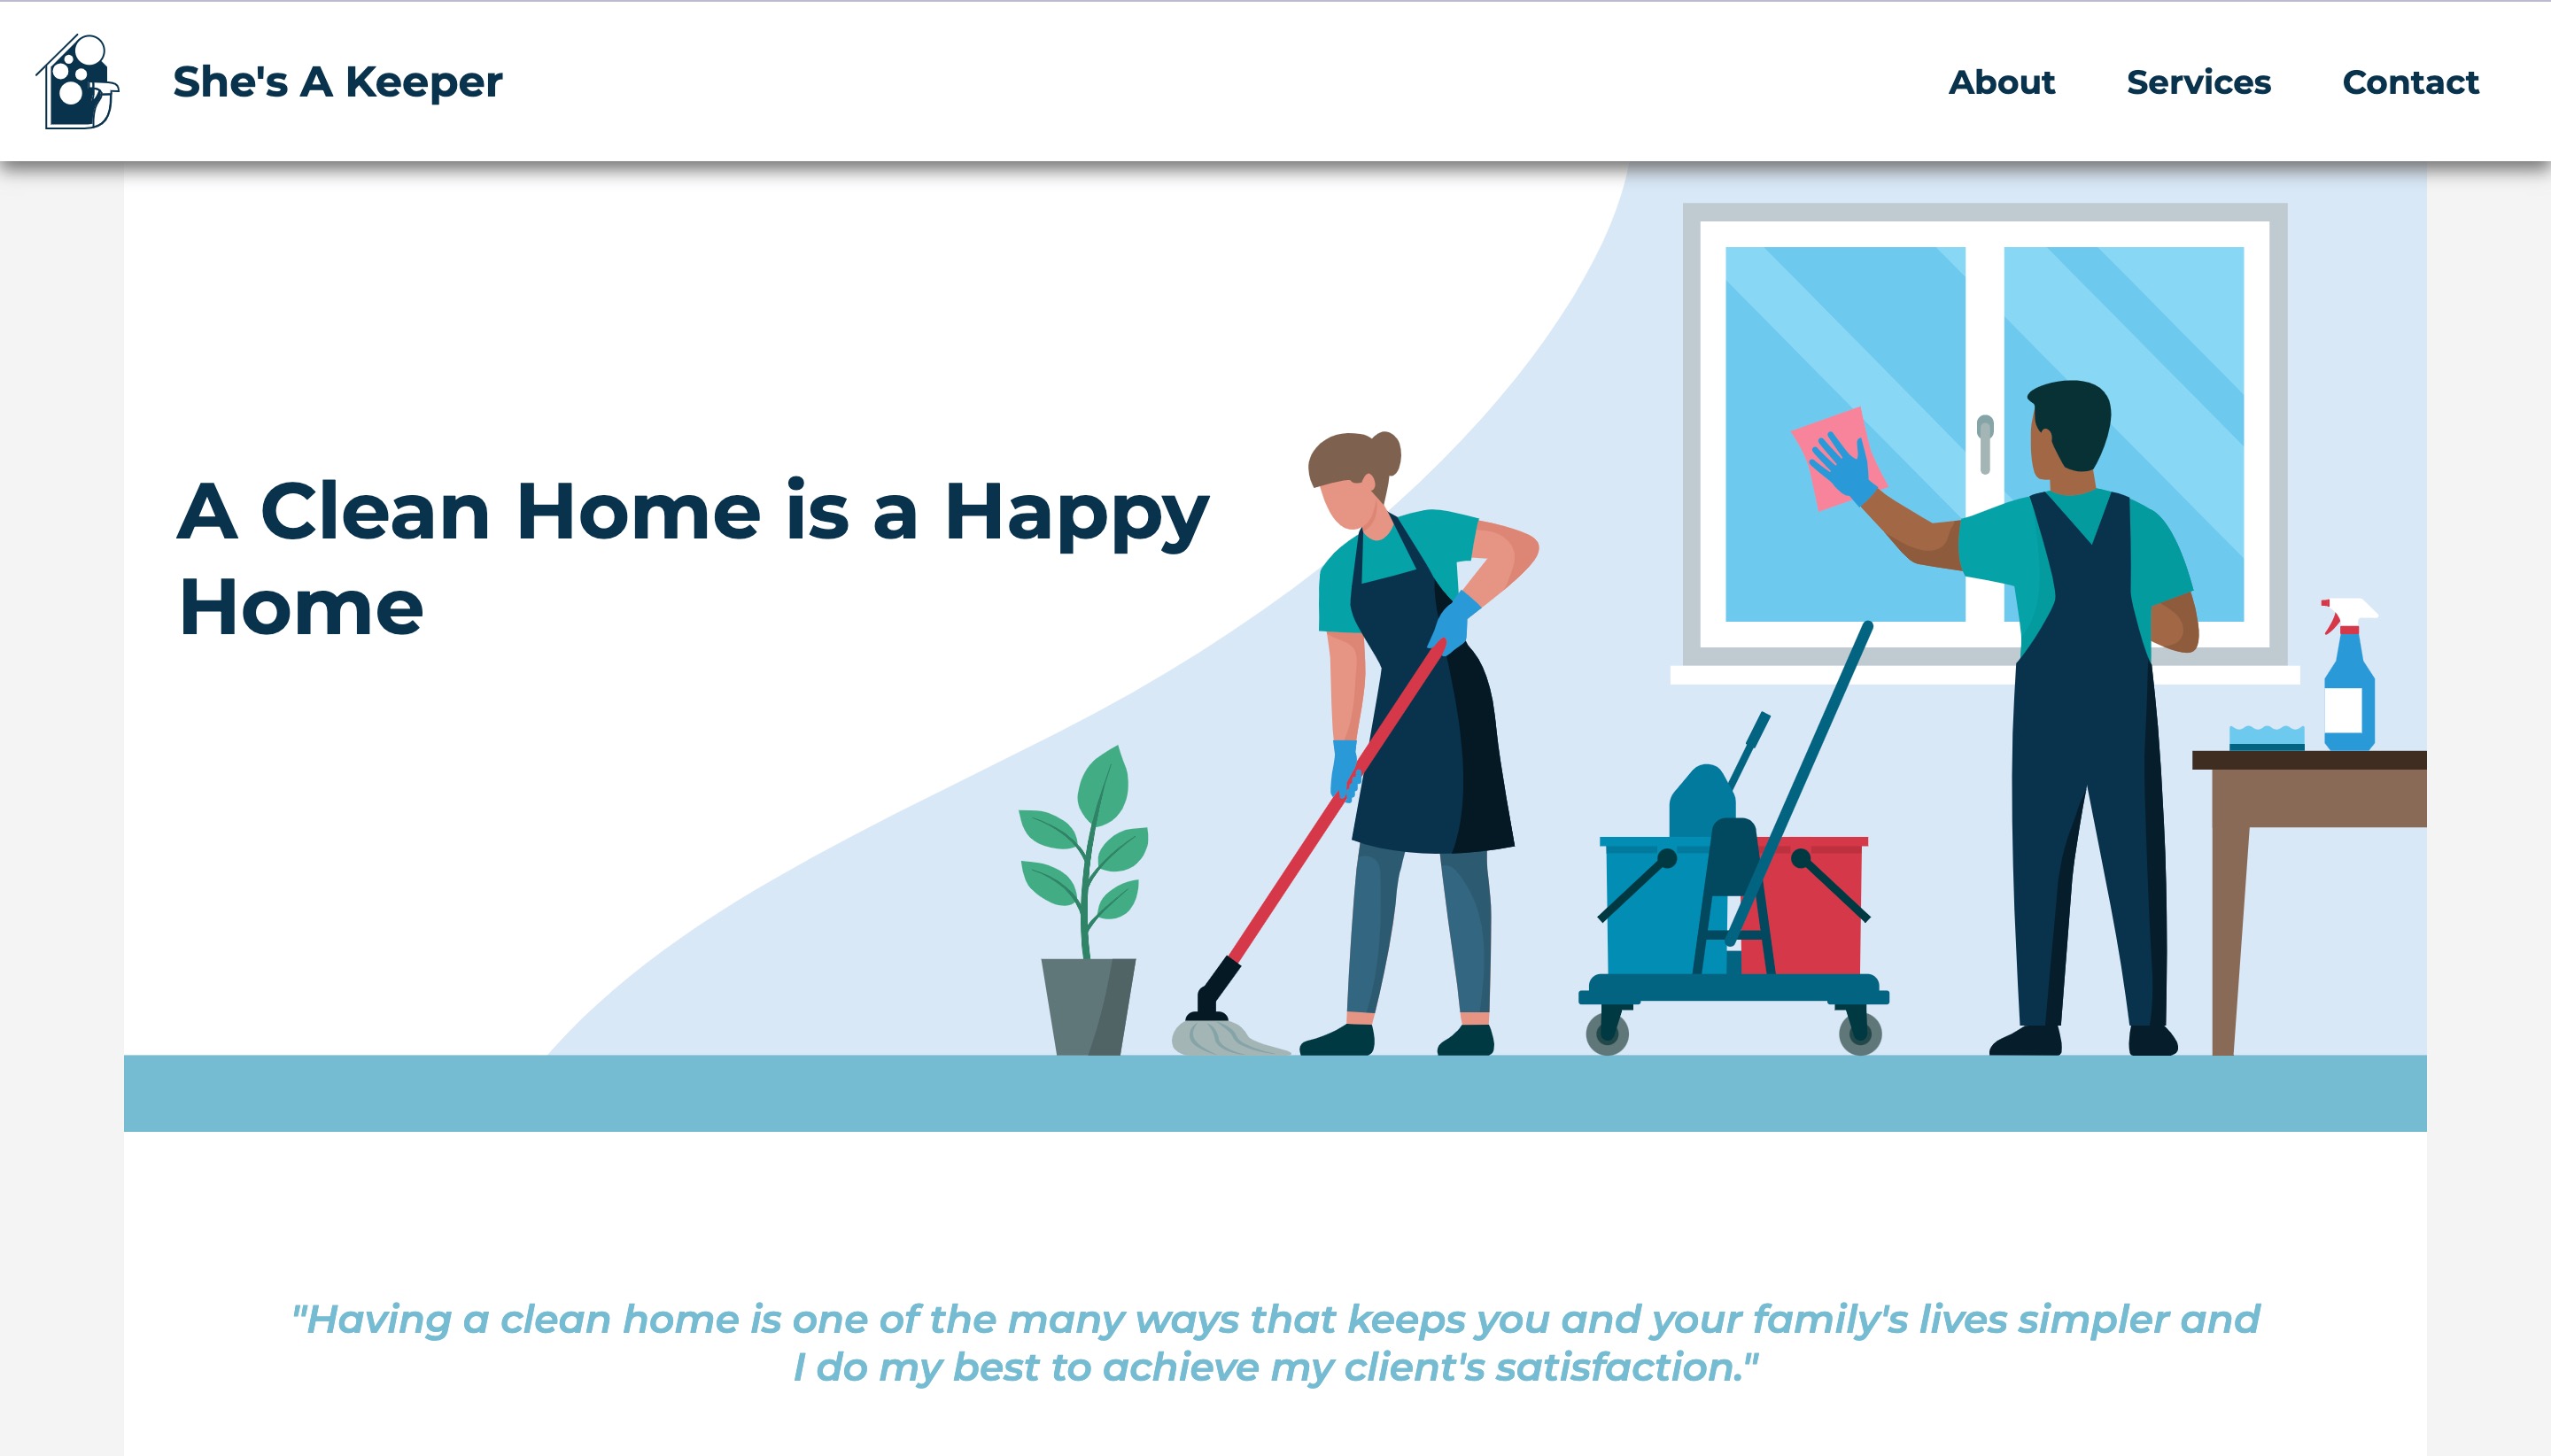 She's A Keeper
About
Services
Contact
A Clean Home is a Happy
Home
"Having a clean home is one of the many ways that keeps you and your family's lives simpler and
I do my best to achieve my client's satisfaction."